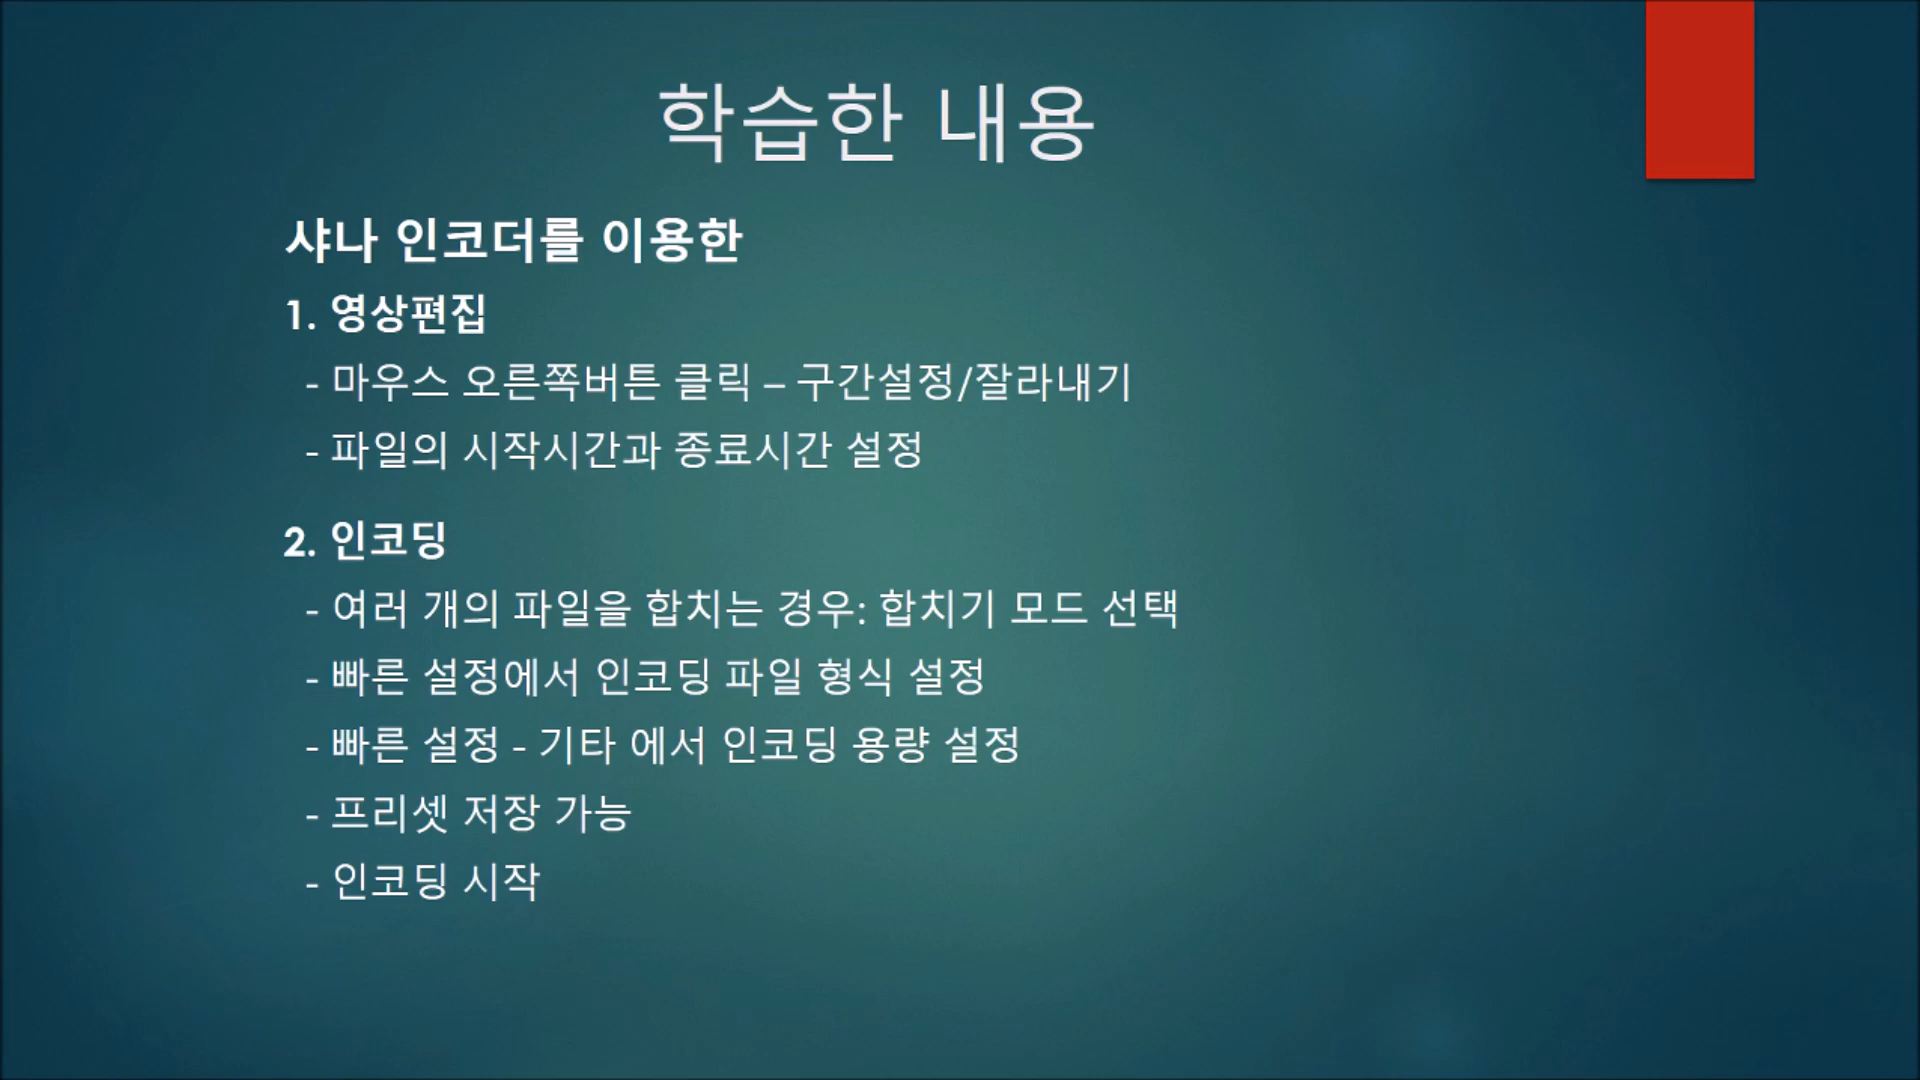 학습한 내용
샤나 인코더를 이용한
1. 영상편집
- 마우스 오른쪽버튼 클릭 – 구간설정/잘라내기
- 파일의 시작시간과 종료시간 설정
2. 인코딩
- 여러 개의 파일을 합치는 경우: 합치기 모드 선택
- 빠른 설정에서 인코딩 파일 형식 설정
- 빠른 설정 - 기타 에서 인코딩 용량 설정
- 프리셋 저장 가능
- 인코딩 시작